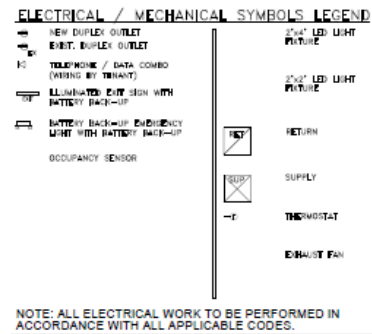 ELECTRICAL / MECHANICAL SYMBOLS LEGEND
NEW DUPLEX OUTLET
EX
EXIST. DUPLEX OUTLET
TELEPHONE / DATA COMBO
(WIRING BY TENANT)
ILLUMINATED EXIT SIGN WITH
BATTERY BACK-UP
BATTERY BACK-UP EMERGENCY
LIGHT WITH BATTERY BACK-UP
OCCUPANCY SENSOR
2'x4' LED LIGHT
FIXTURE
2'x2' LED LIGHT
FIXTURE
RET
RETURN
SUP
SUPPLY
THERMOSTAT
EXHAUST FAN
NOTE: ALL ELECTRICAL WORK TO BE PERFORMED IN
ACCORDANCE WITH ALL APPLICABLE CODES.